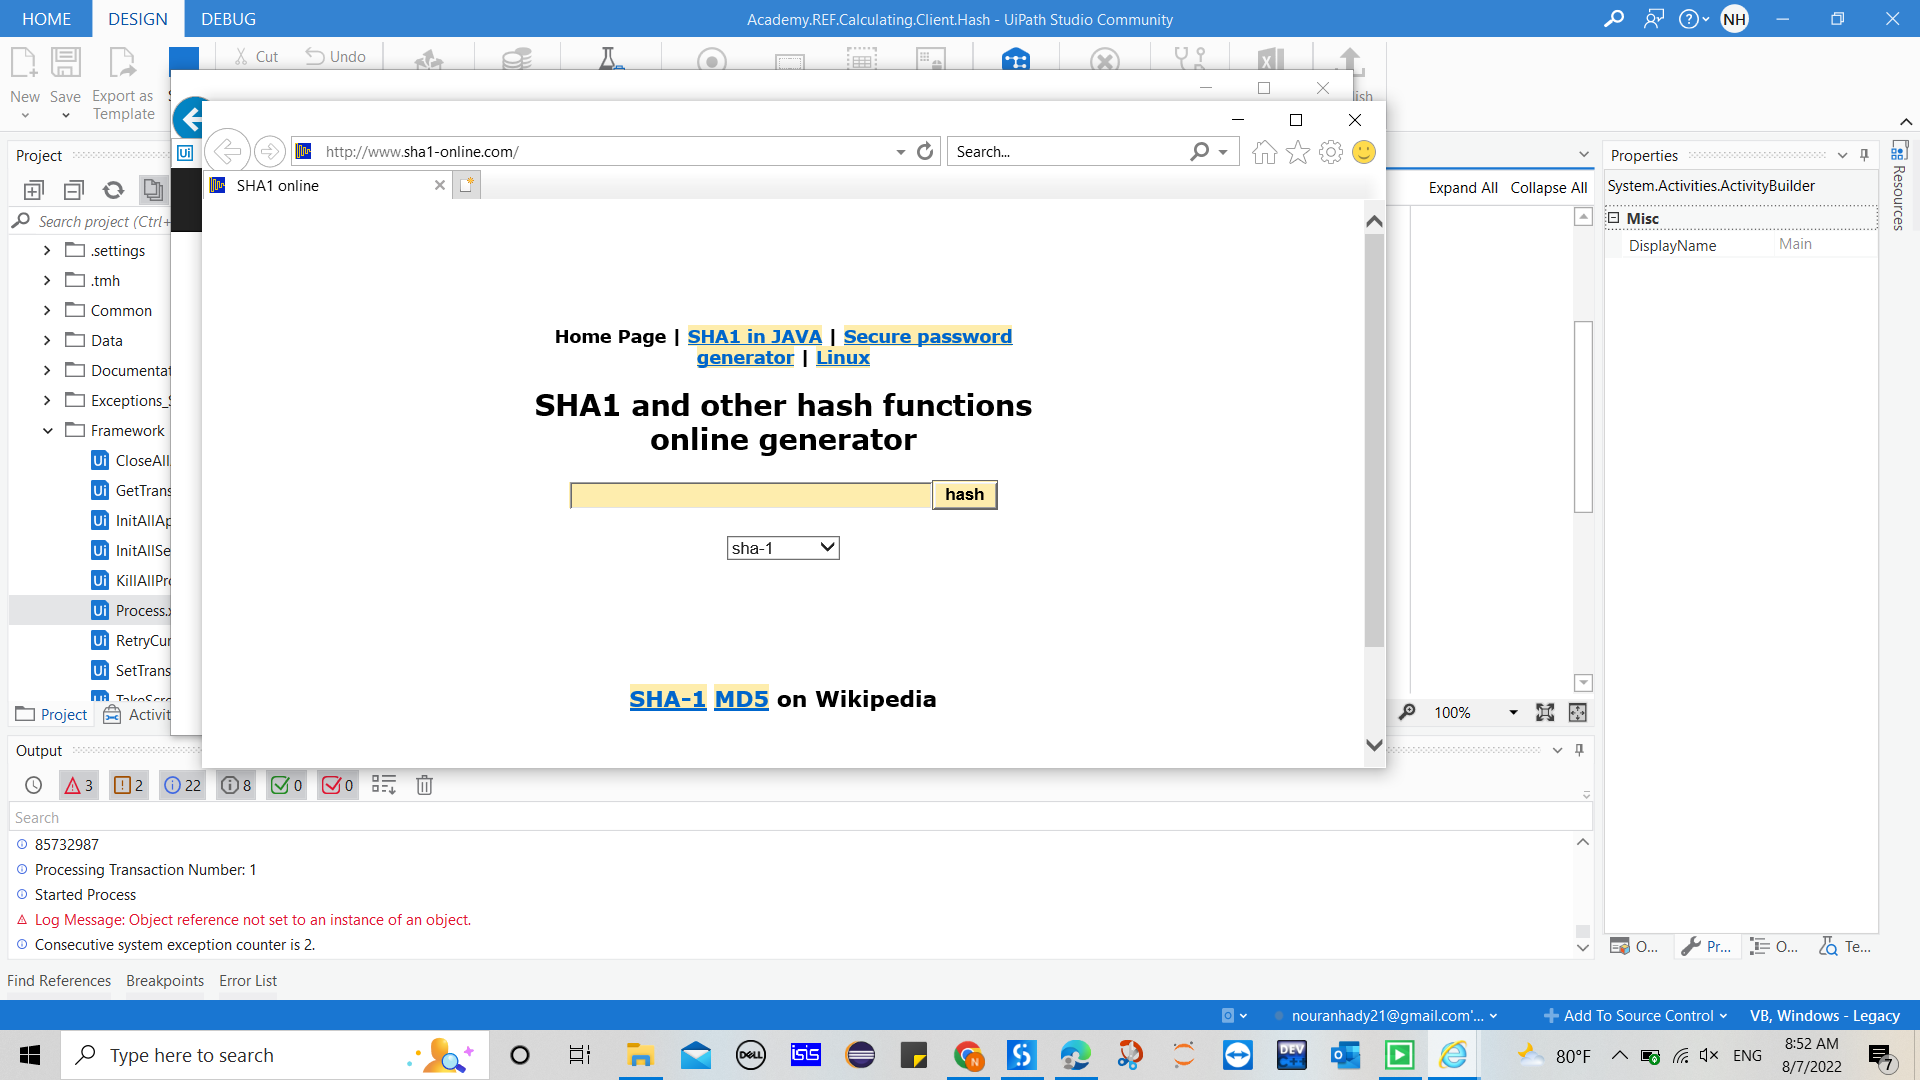 HOME DESIGN DEBUG
Academy.REF.Calculating.Client.Hash - UiPath Studio Community
NH
Cut Undo
New Save Export as Template
Project
http://www.sha1-online.com/
Search...
SHA1 online
Search project (Ctrl+
.settings
.tmh
Common
Data
Documentat
Exceptions_
Framework
CloseAll
GetTrans
InitAllAp
InitAllSe
KillAllPro
Process.x
RetryCur
SetTrans
Project Activit
Home Page | SHA1 in JAVA | Secure password
generator | Linux
SHA1 and other hash functions
online generator
hash
sha-1
SHA-1 MD5 on Wikipedia
Expand All Collapse All
100%
Properties
System.Activities.ActivityBuilder
Misc
DisplayName Main
Resources
O... Pr... O... Te...
Output
3 2 22 8 0 0
Search
85732987
Processing Transaction Number: 1
Started Process
Log Message: Object reference not set to an instance of an object.
Consecutive system exception counter is 2.
Find References Breakpoints Error List
nouranhady21@gmail.com'... Add To Source Control VB, Windows - Legacy
Type here to search
80°F ENG 8:52 AM
8/7/2022
7